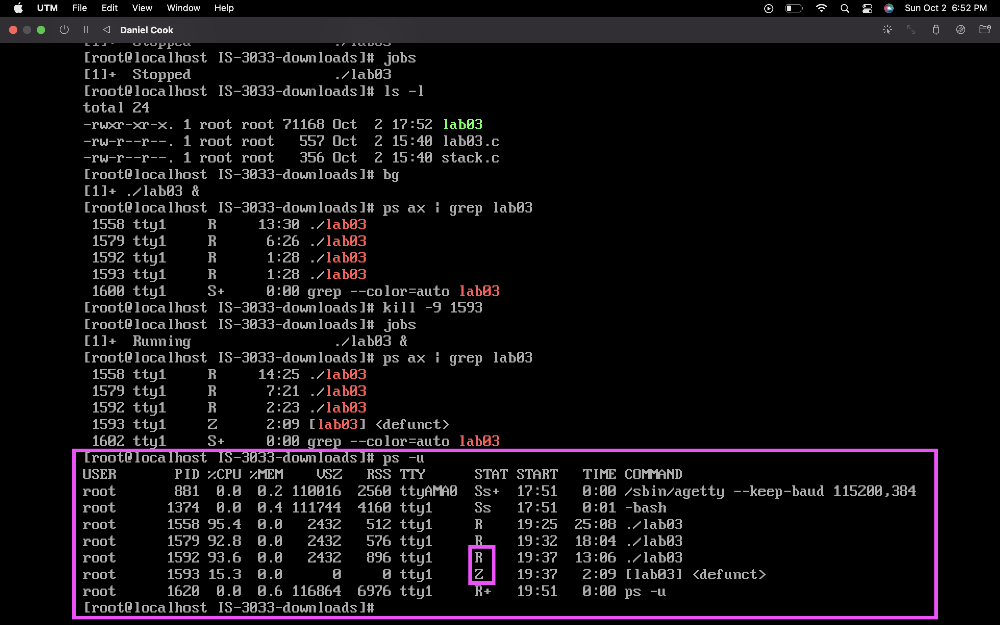 UTM File Edit View Window Help Sun Oct 2 6:52 PM
Daniel Cook
[1]+  Stopped                 ./lab03
[root@localhost IS-3033-downloads]# jobs
[1]+  Stopped                 ./lab03
[root@localhost IS-3033-downloads]# ls -l
total 24
-rwxr-xr-x. 1 root root 71168 Oct  2 17:52 lab03
-rw-r--r--. 1 root root   557 Oct  2 15:40 lab03.c
-rw-r--r--. 1 root root   356 Oct  2 15:40 stack.c
[root@localhost IS-3033-downloads]# bg
[1]+ ./lab03 &
[root@localhost IS-3033-downloads]# ps ax | grep lab03
 1558 tty1     R     13:30 ./lab03
 1579 tty1     R      6:26 ./lab03
 1592 tty1     R      1:28 ./lab03
 1593 tty1     R      1:28 ./lab03
 1600 tty1     S+     0:00 grep --color=auto lab03
[root@localhost IS-3033-downloads]# kill -9 1593
[root@localhost IS-3033-downloads]# jobs
[1]+  Running                 ./lab03 &
[root@localhost IS-3033-downloads]# ps ax | grep lab03
 1558 tty1     R     14:25 ./lab03
 1579 tty1     R      7:21 ./lab03
 1592 tty1     R      2:23 ./lab03
 1593 tty1     Z      2:09 [lab03] <defunct>
 1602 tty1     S+     0:00 grep --color=auto lab03
[root@localhost IS-3033-downloads]# ps -u
USER       PID %CPU %MEM    VSZ   RSS TTY      STAT START   TIME COMMAND
root       881  0.0  0.2 110016  2560 ttyAMA0  Ss+  17:51   0:00 /sbin/agetty --keep-baud 115200,384
root      1374  0.0  0.4 111744  4160 tty1     Ss   17:51   0:01 -bash
root      1558 95.4  0.0   2432   512 tty1     R    19:25  25:08 ./lab03
root      1579 92.8  0.0   2432   576 tty1     R    19:32  18:04 ./lab03
root      1592 93.6  0.0   2432   896 tty1     R    19:37  13:06 ./lab03
root      1593 15.3  0.0      0     0 tty1     Z    19:37   2:09 [lab03] <defunct>
root      1620  0.0  0.6 116864  6976 tty1     R+   19:51   0:00 ps -u
[root@localhost IS-3033-downloads]#